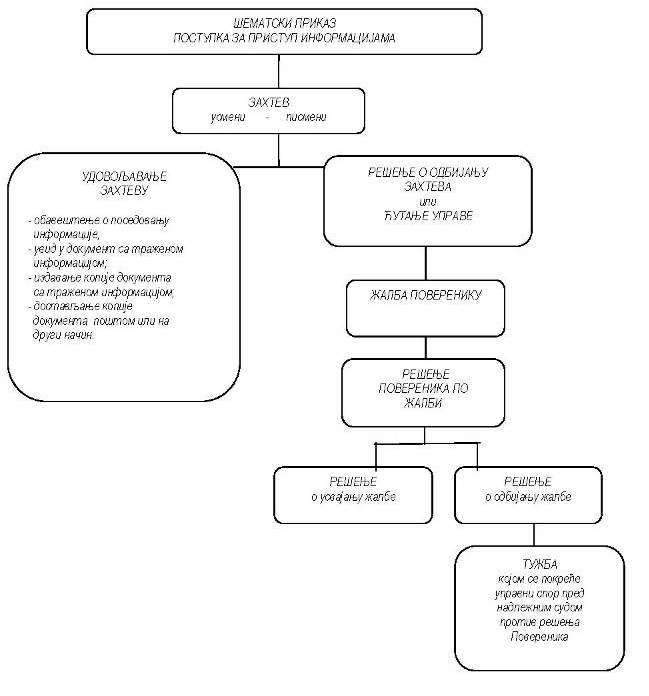 ШЕМАТСКИ ПРИКАЗ
ПОСТУПКА ЗА ПРИСТУП ИНФОРМАЦИЈАМА
ЗАХТЕВ
усмени - писмени
УДОВОЉАВАЊЕ
ЗАХТЕВУ
- обавештење о поседовању
информације;
- увид у документ са траженом
информацијом;
- издавање копије документа
са траженом информацијом;
- достављање копије
документа поштом или на
други начин.
РЕШЕЊЕ О ОДБИЈАЊУ
ЗАХТЕВА
или
ЋУТАЊЕ УПРАВЕ
ЖАЛБА ПОВЕРЕНИКУ
РЕШЕЊЕ
ПОВЕРЕНИКА ПО
ЖАЛБИ
РЕШЕЊЕ
о усвајању жалбе
РЕШЕЊЕ
о одбијању жалбе
ТУЖБА
којом се покреће
управни спор пред
надлежним судом
против решења
Повереника